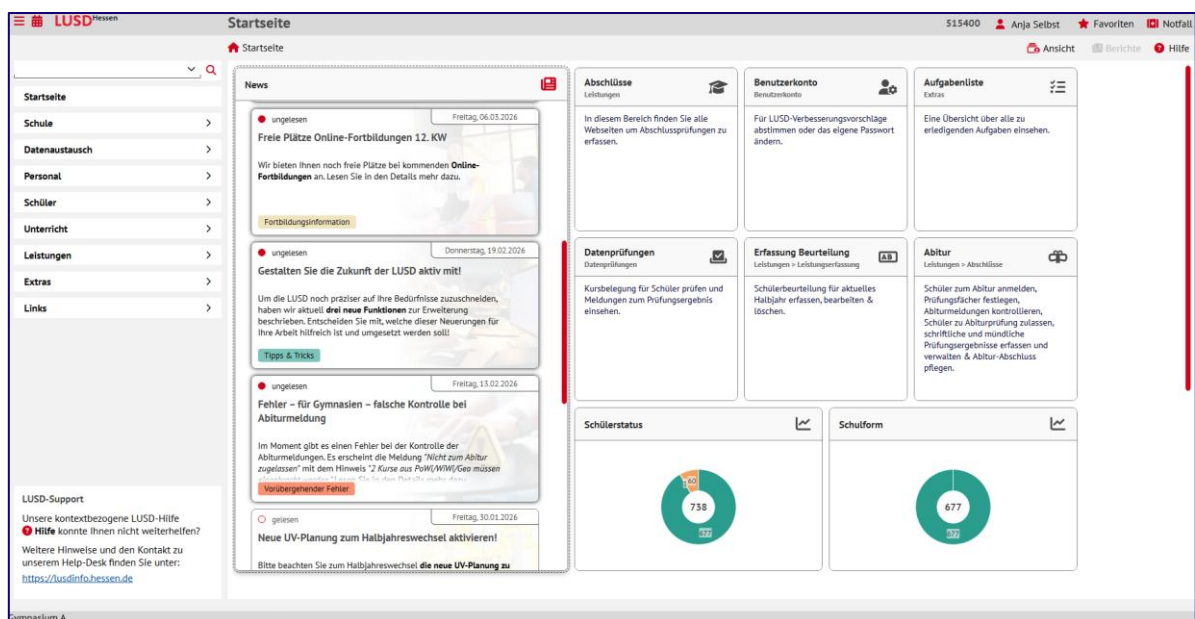 LUSD Hessen
Startseite
515400
Anja Selbst
Favoriten
Notfall
Startseite
Ansicht
Berichte
Hilfe
Startseite
Schule
Datenaustausch
Personal
Schüler
Unterricht
Leistungen
Extras
Links
LUSD-Support
Unsere kontextbezogene LUSD-Hilfe
Hilfe konnte Ihnen nicht weiterhelfen?
Weitere Hinweise und den Kontakt zu
unserem Help-Desk finden Sie unter:
https://lusdinfo.hessen.de
News
ungelesen
Freitag, 06.03.2026
Freie Plätze Online-Fortbildungen 12. KW
Wir bieten Ihnen noch freie Plätze bei kommenden Online-
Fortbildungen an. Lesen Sie in den Details mehr dazu.
Fortbildungsinformation
ungelesen
Donnerstag, 19.02.2026
Gestalten Sie die Zukunft der LUSD aktiv mit!
Um die LUSD noch präziser auf Ihre Bedürfnisse zuzuschneiden,
haben wir aktuell drei neue Funktionen zur Erweiterung
beschrieben. Entscheiden Sie mit, welche dieser Neuerungen für
Ihre Arbeit hilfreich ist und umgesetzt werden soll!
Tipps & Tricks
ungelesen
Freitag, 13.02.2026
Fehler – für Gymnasien – falsche Kontrolle bei
Abiturmeldung
Im Moment gibt es einen Fehler bei der Kontrolle der
Abiturmeldungen. Es erscheint die Meldung "Nicht zum Abitur
zugelassen" mit dem Hinweis "2 Kurse aus PoWi/WiWi/Geo müssen
Vorübergehender Fehler
gelesen
Freitag, 30.01.2026
Neue UV-Planung zum Halbjahreswechsel aktivieren!
Bitte beachten Sie zum Halbjahreswechsel die neue UV-Planung zu
Abschlüsse
Leistungen
In diesem Bereich finden Sie alle
Webseiten um Abschlussprüfungen zu
erfassen.
Benutzerkonto
Benutzerkonto
Für LUSD-Verbesserungsvorschläge
abstimmen oder das eigene Passwort
ändern.
Aufgabenliste
Extras
Eine Übersicht über alle zu
erledigenden Aufgaben einsehen.
Datenprüfungen
Datenprüfungen
Kursbelegung für Schüler prüfen und
Meldungen zum Prüfungsergebnis
einsehen.
Erfassung Beurteilung
Leistungen > Leistungserfassung
AB
Schülerbeurteilung für aktuelles
Halbjahr erfassen, bearbeiten &
löschen.
Abitur
Leistungen > Abschlüsse
Schüler zum Abitur anmelden,
Prüfungsfächer festlegen,
Abiturmeldungen kontrollieren,
Schüler zu Abiturprüfung zulassen,
schriftliche und mündliche
Prüfungsergebnisse erfassen und
verwalten & Abitur-Abschluss
pflegen.
Schülerstatus
60
738
677
Schulform
677
677
Gymnasium A